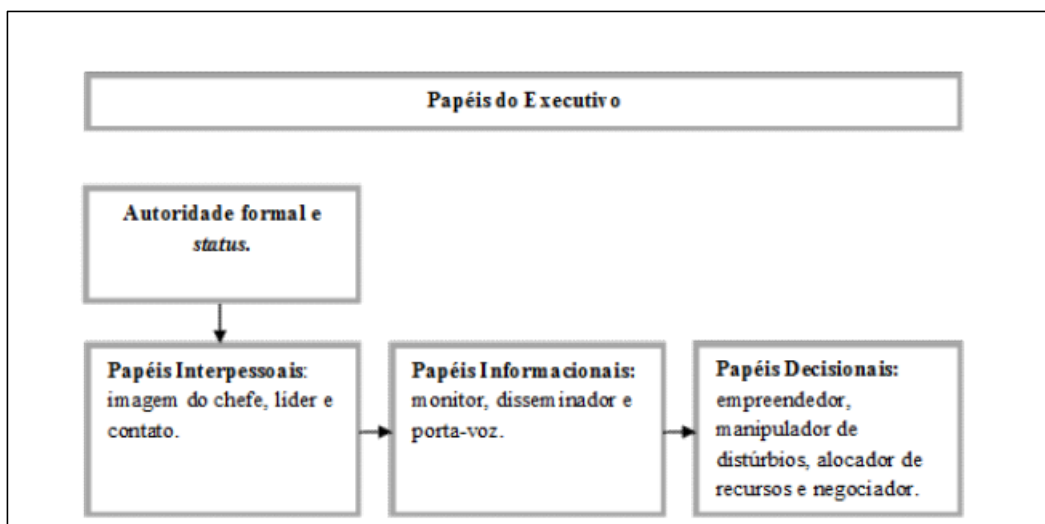 Papéis do Executivo
Autoridade formal e
status.
Papéis Interpessoais:
imagem do chefe, líder e
contato.
Papéis Informacionais:
monitor, disseminador e
porta-voz.
Papéis Decisionais:
empreendedor,
manipulador de
distúrbios, alocador de
recursos e negociador.